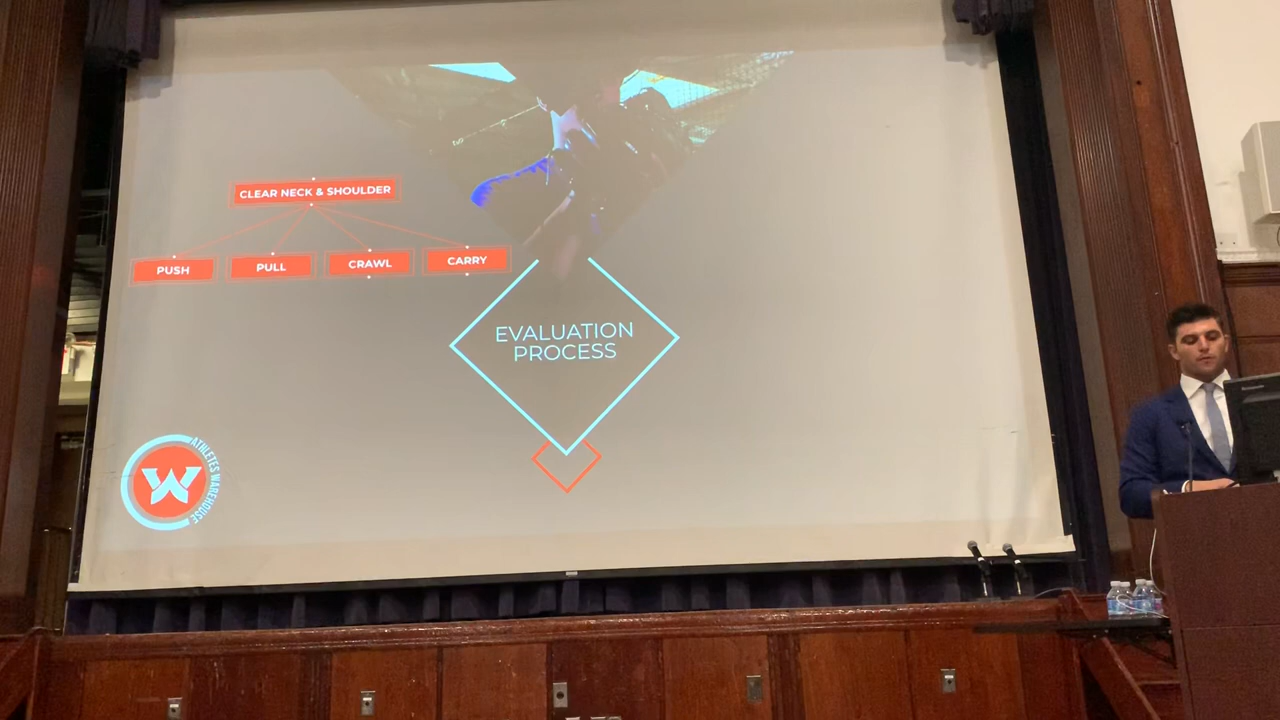 CLEAR NECK & SHOULDER
PUSH
PULL
CRAWL
CARRY
EVALUATION
PROCESS
W
ATHLETES WAREHOUSE